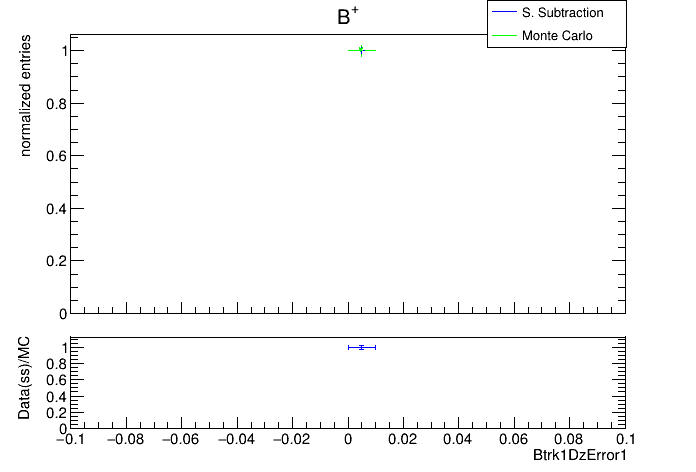 B+
S. Subtraction
Monte Carlo
normalized entries
1
0.8
0.6
0.4
0.2
0
Data(ss)/MC
1
0.8
0.6
0.4
0.2
0
−0.1 −0.08 −0.06 −0.04 −0.02 0 0.02 0.04 0.06 0.08 0.1
Btrk1DzError1